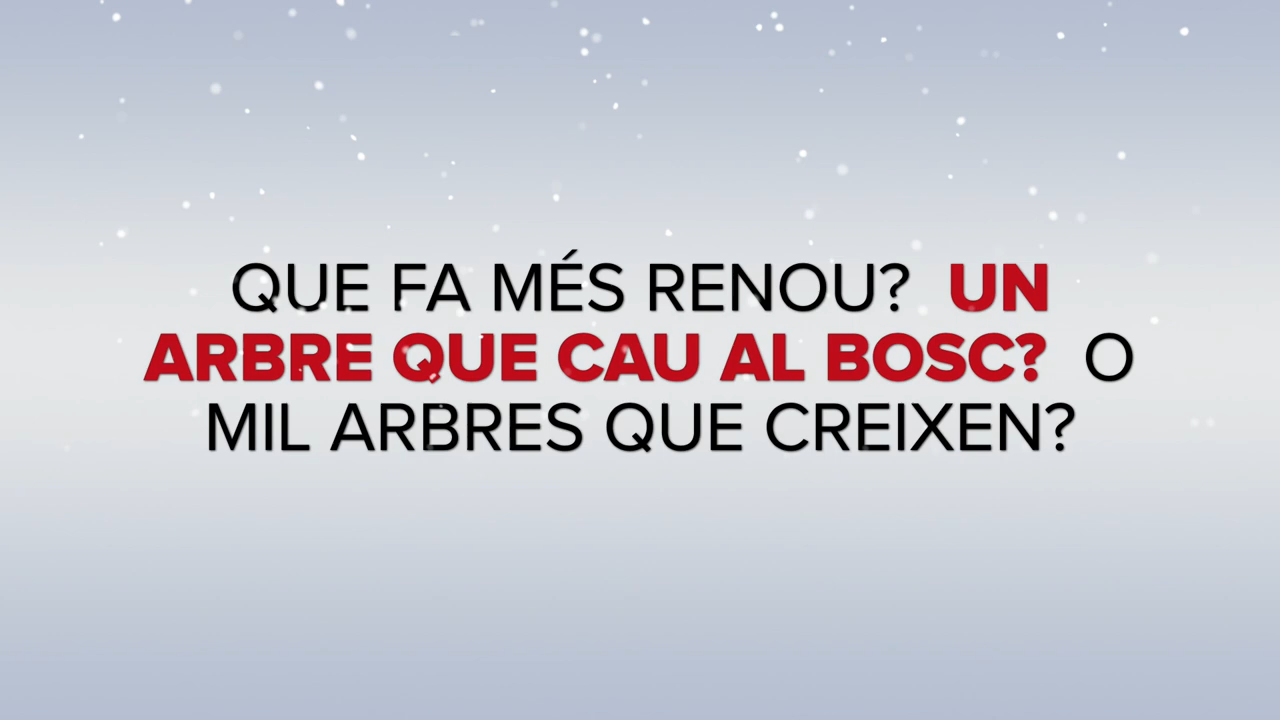 QUE FA MÉS RENOU? UN
ARBRE QUE CAU AL BOSC? O
MIL ARBRES QUE CREIXEN?